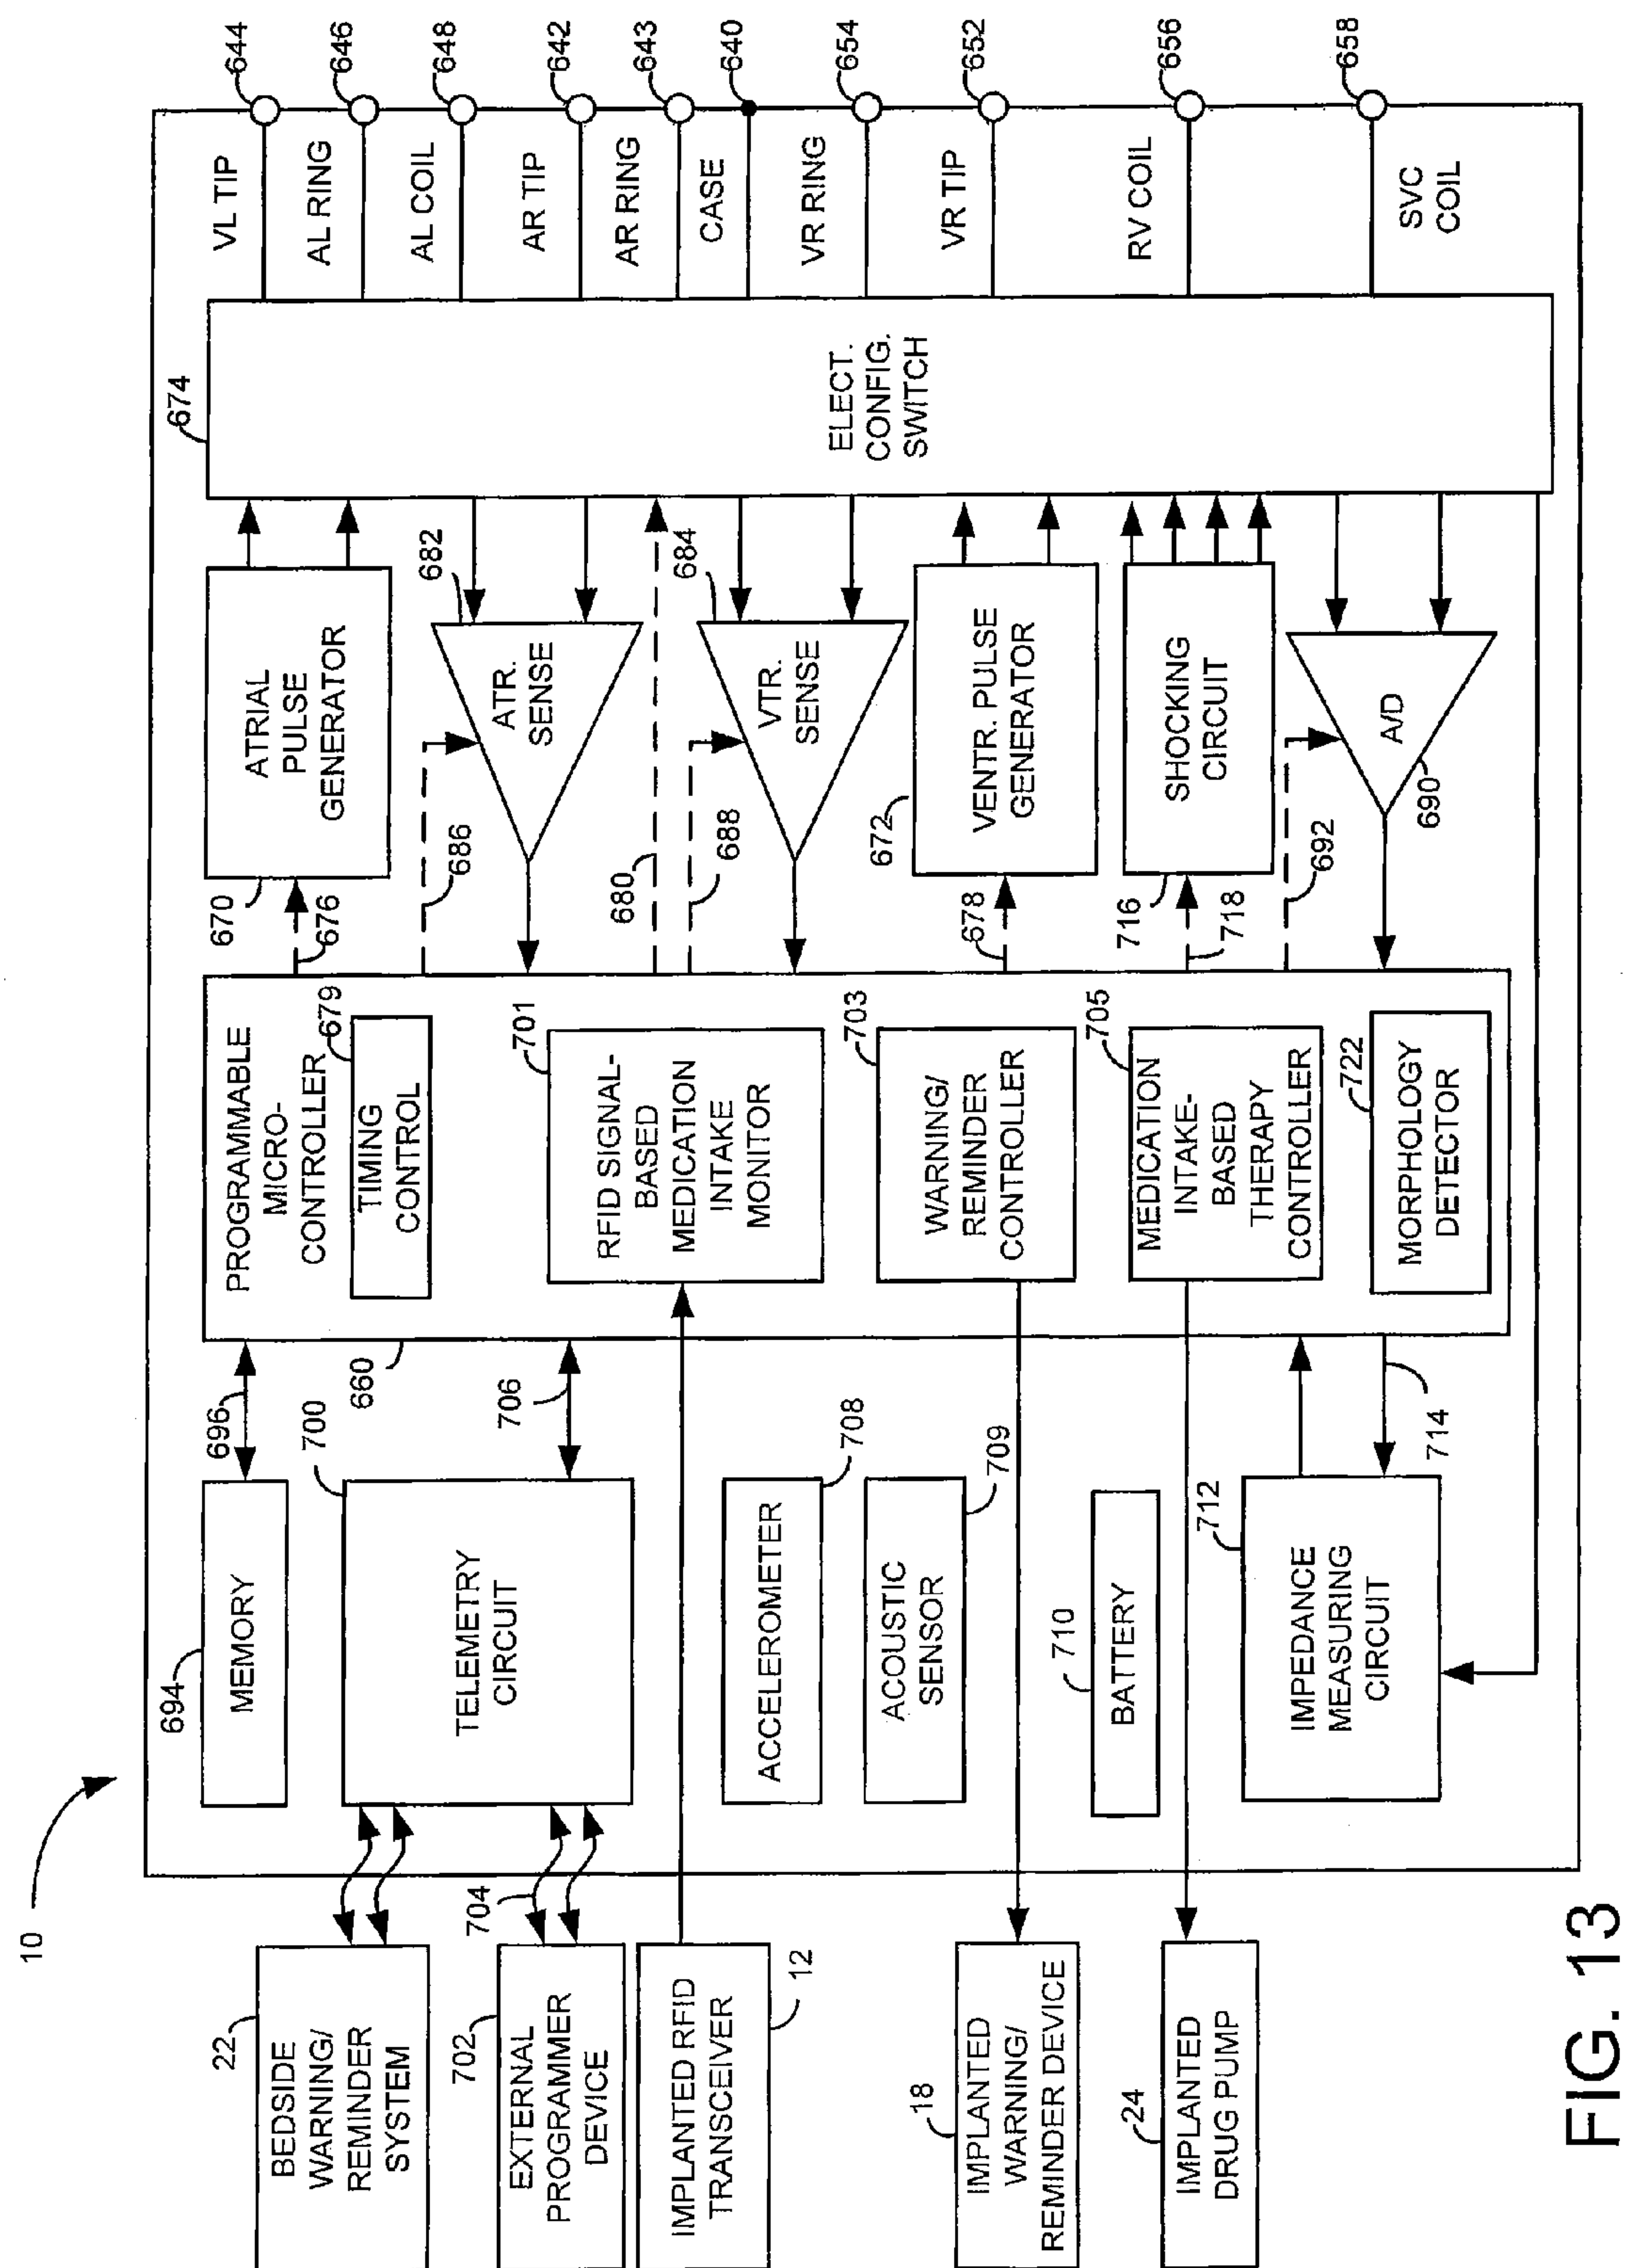 10
644
646
648
642
643
640
654
652
656
658
VL TIP
AL RING
AL COIL
AR TIP
AR RING
CASE
VR RING
VR TIP
RV COIL
SVC
COIL
674
ELECT.
CONFIG.
SWITCH
ATRIAL
PULSE
GENERATOR
670
676
682
ATR.
SENSE
686
680
684
VTR.
SENSE
688
672
VENTR. PULSE
GENERATOR
678
SHOCKING
CIRCUIT
716
718
692
A/D
690
PROGRAMMABLE
MICRO-
CONTROLLER
679
TIMING
CONTROL
701
RFID SIGNAL-
BASED
MEDICATION
INTAKE
MONITOR
703
WARNING/
REMINDER
CONTROLLER
705
MEDICATION
INTAKE-
BASED
THERAPY
CONTROLLER
722
MORPHOLOGY
DETECTOR
660
696
694
MEMORY
700
706
TELEMETRY
CIRCUIT
708
ACCELEROMETER
709
ACOUSTIC
SENSOR
710
BATTERY
712
714
IMPEDANCE
MEASURING
CIRCUIT
22
BEDSIDE
WARNING/
REMINDER
SYSTEM
704
702
EXTERNAL
PROGRAMMER
DEVICE
12
IMPLANTED RFID
TRANSCEIVER
18
IMPLANTED
WARNING/
REMINDER DEVICE
24
IMPLANTED
DRUG PUMP
FIG. 13